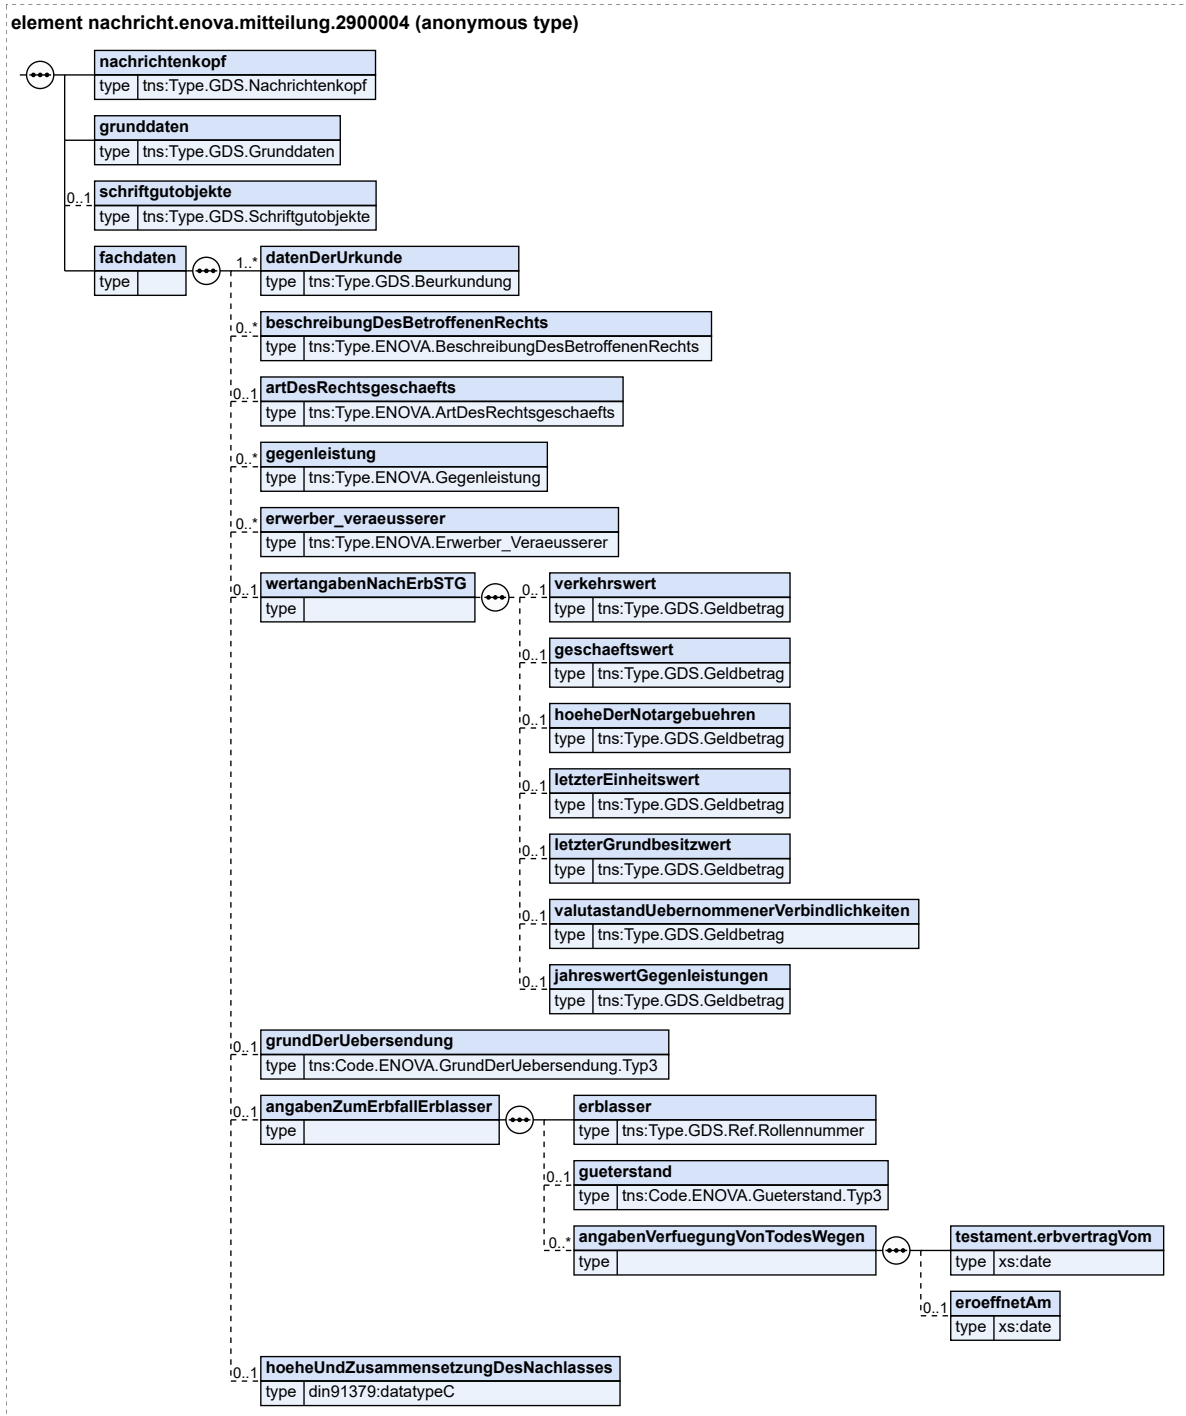 element nachricht.enova.mitteilung.2900004 (anonymous type)
nachrichtenkopf
type tns:Type.GDS.Nachrichtenkopf
grunddaten
type tns:Type.GDS.Grunddaten
0..1 schriftgutobjekte
type tns:Type.GDS.Schriftgutobjekte
fachdaten
type
1..* datenDerUrkunde
type tns:Type.GDS.Beurkundung
0..* beschreibungDesBetroffenenRechts
type tns:Type.ENOVA.BeschreibungDesBetroffenenRechts
0..1 artDesRechtsgeschaefts
type tns:Type.ENOVA.ArtDesRechtsgeschaefts
0..* gegenleistung
type tns:Type.ENOVA.Gegenleistung
0..* erwerber_veraeusserer
type tns:Type.ENOVA.Erwerber_Veraeusserer
0..1 wertangabenNachErbSTG
type
0..1 verkehrswert
type tns:Type.GDS.Geldbetrag
0..1 geschaeftswert
type tns:Type.GDS.Geldbetrag
0..1 hoeheDerNotargebuehren
type tns:Type.GDS.Geldbetrag
0..1 letzterEinheitswert
type tns:Type.GDS.Geldbetrag
0..1 letzterGrundbesitzwert
type tns:Type.GDS.Geldbetrag
0..1 valutastandUebernommenerVerbindlichkeiten
type tns:Type.GDS.Geldbetrag
0..1 jahreswertGegenleistungen
type tns:Type.GDS.Geldbetrag
0..1 grundDerUebersendung
type tns:Code.ENOVA.GrundDerUebersendung.Typ3
0..1 angabenZumErbfallErblasser
type
erblasser
type tns:Type.GDS.Ref.Rollennummer
0..1 gueterstand
type tns:Code.ENOVA.Gueterstand.Typ3
0..* angabenVerfuegungVonTodesWegen
type
testament.erbvertragVom
type xs:date
0..1 eroeffnetAm
type xs:date
0..1 hoeheUndZusammensetzungDesNachlasses
type din91379:datatypeC